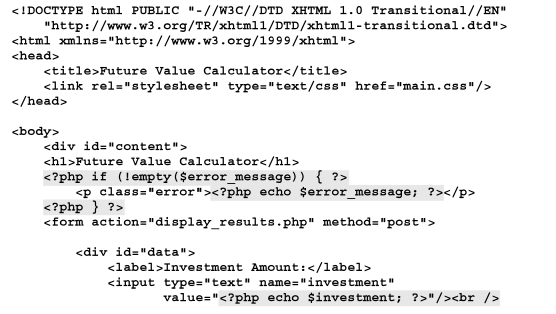 <!DOCTYPE html PUBLIC "-//W3C//DTD XHTML 1.0 Transitional//EN"
"http://www.w3.org/TR/xhtml1/DTD/xhtml1-transitional.dtd">
<html xmlns="http://www.w3.org/1999/xhtml">
<head>
<title>Future Value Calculator</title>
<link rel="stylesheet" type="text/css" href="main.css"/>
</head>
<body>
<div id="content">
<h1>Future Value Calculator</h1>
<?php if (!empty($error_message)) { ?>
<p class="error"><?php echo $error_message; ?></p>
<?php } ?>
<form action="display_results.php" method="post">
<div id="data">
<label>Investment Amount:</label>
<input type="text" name="investment"
value="<?php echo $investment; ?>"/><br />